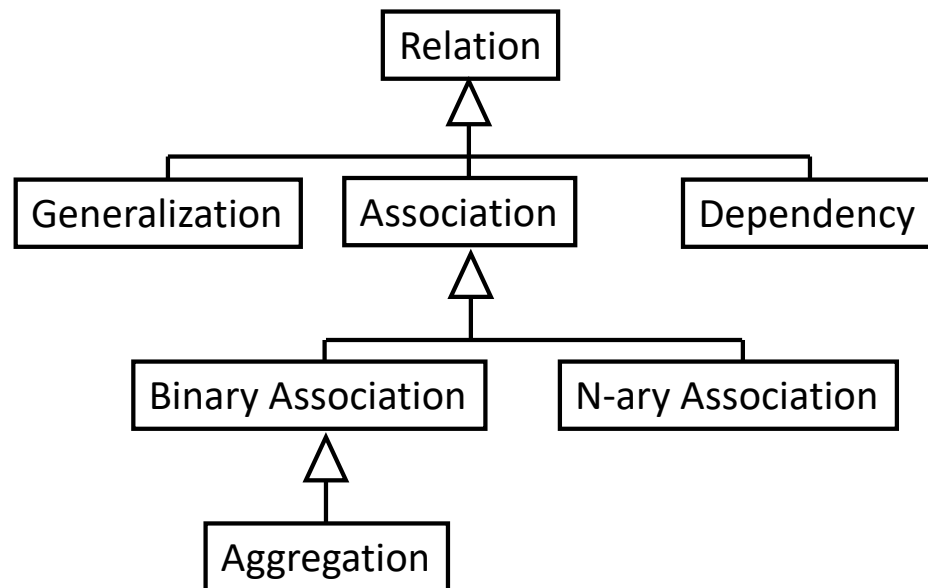 Relation
Generalization
Association
Dependency
Binary Association
N-ary Association
Aggregation